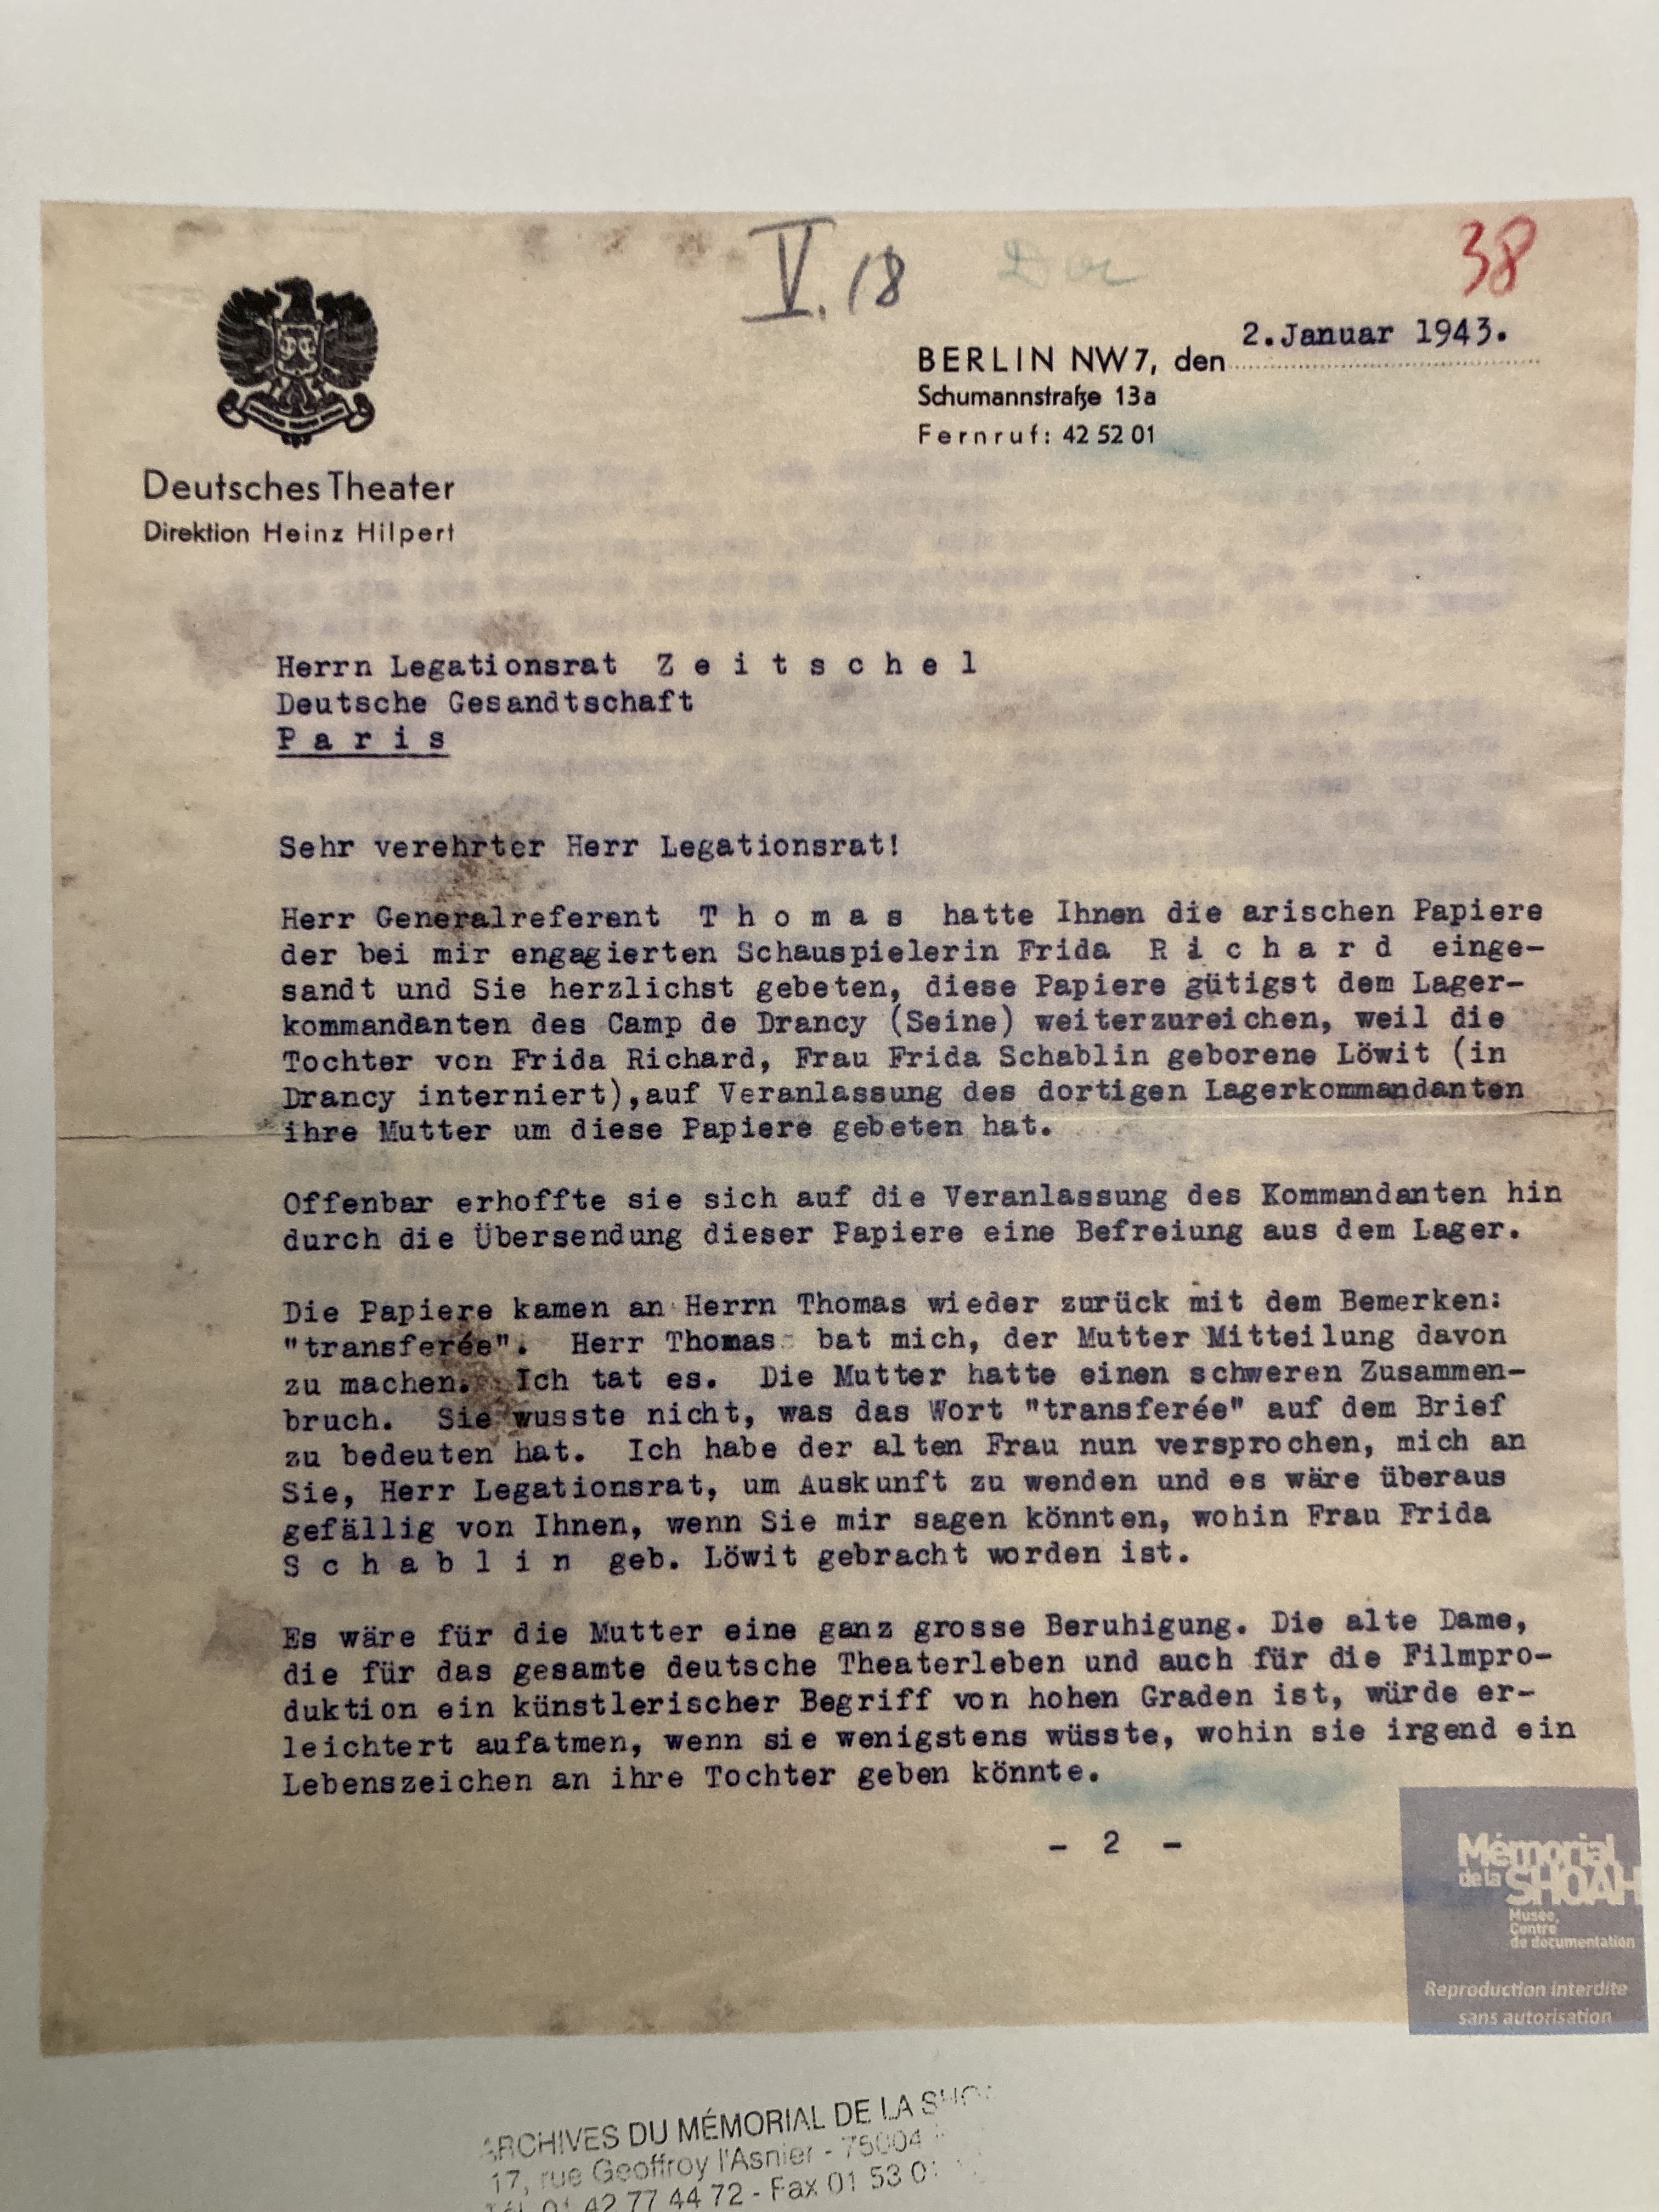 V. 18
38
2.Januar 1943.
BERLIN NW7, den
Schumannstraße 13a
Fernruf: 42 52 01
Deutsches Theater
Direktion Heinz Hilpert
Herrn Legationsrat Z e i t s c h e l
Deutsche Gesandtschaft
P a r i s
Sehr verehrter Herr Legationsrat!
Herr Generalreferent T h o m a s hatte Ihnen die arischen Papiere
der bei mir engagierten Schauspielerin Frida R i c h a r d einge-
sandt und Sie herzlichst gebeten, diese Papiere gütigst dem Lager-
kommandanten des Camp de Drancy (Seine) weiterzureichen, weil die
Tochter von Frida Richard, Frau Frida Schablin geborene Löwit (in
Drancy interniert),auf Veranlassung des dortigen Lagerkommandanten
ihre Mutter um diese Papiere gebeten hat.
Offenbar erhoffte sie sich auf die Veranlassung des Kommandanten hin
durch die Übersendung dieser Papiere eine Befreiung aus dem Lager.
Die Papiere kamen an Herrn Thomas wieder zurück mit dem Bemerken:
"transferée". Herr Thomas bat mich, der Mutter Mitteilung davon
zu machen. Ich tat es. Die Mutter hatte einen schweren Zusammen-
bruch. Sie wusste nicht, was das Wort "transferée" auf dem Brief
zu bedeuten hat. Ich habe der alten Frau nun versprochen, mich an
Sie, Herr Legationsrat, um Auskunft zu wenden und es wäre überaus
gefällig von Ihnen, wenn Sie mir sagen könnten, wohin Frau Frida
S c h a b l i n geb. Löwit gebracht worden ist.
Es wäre für die Mutter eine ganz grosse Beruhigung. Die alte Dame,
die für das gesamte deutsche Theaterleben und auch für die Filmpro-
duktion ein künstlerischer Begriff von hohen Graden ist, würde er-
leichtert aufatmen, wenn sie wenigstens wüsste, wohin sie irgend ein
Lebenszeichen an ihre Tochter geben könnte.
- 2 -
Mémorial
de la SHOAH
Musée,
Centre
de documentation
Reproduction interdite
sans autorisation
ARCHIVES DU MÉMORIAL DE LA
17, rue Geoffroy l'Asnier - 75004
Tél. 01 42 77 44 72 - Fax 01 53